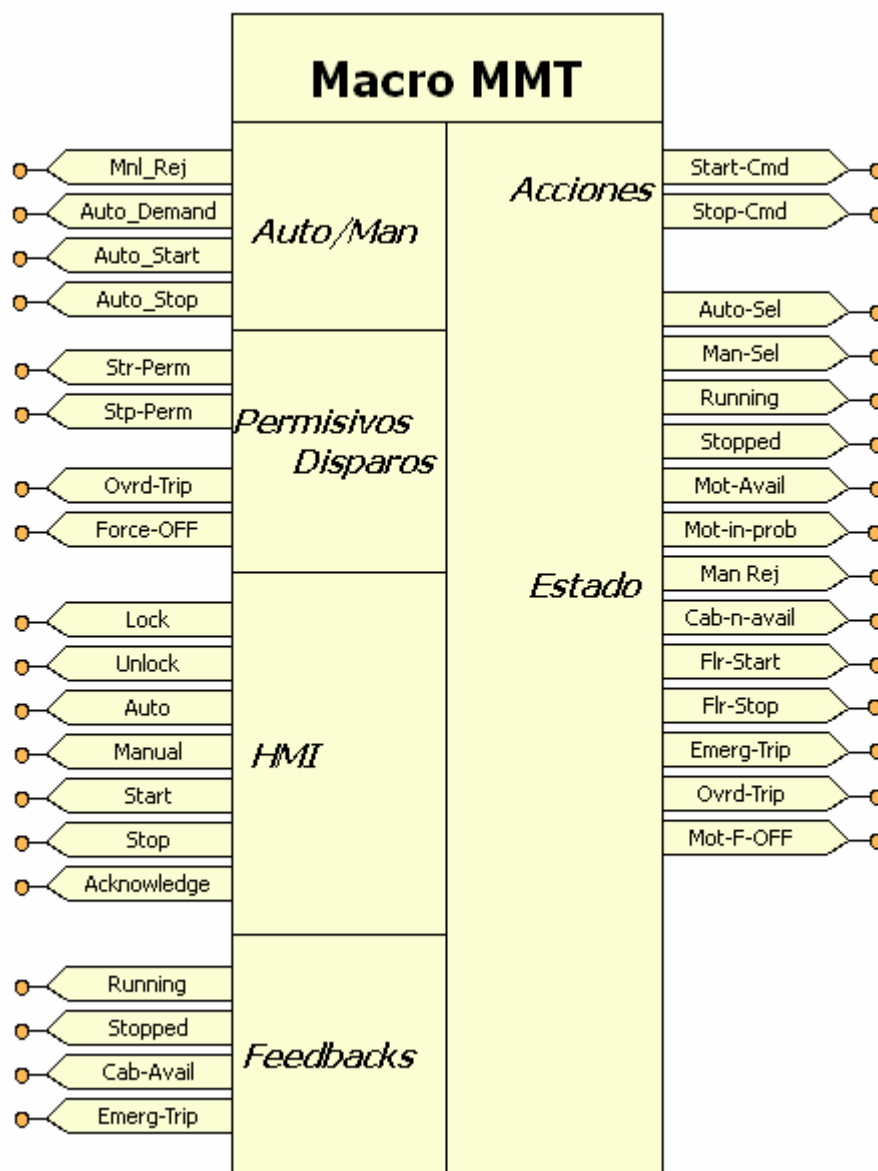 Macro MMT
Mnl_Rej
Auto_Demand
Auto_Start
Auto_Stop
Auto/Man
Str-Perm
Stp-Perm
Ovrd-Trip
Force-OFF
Permisivos
Disparos
Lock
Unlock
Auto
Manual
Start
Stop
Acknowledge
HMI
Running
Stopped
Cab-Avail
Emerg-Trip
Feedbacks
Acciones
Start-Cmd
Stop-Cmd
Estado
Auto-Sel
Man-Sel
Running
Stopped
Mot-Avail
Mot-in-prob
Man Rej
Cab-n-avail
Flr-Start
Flr-Stop
Emerg-Trip
Ovrd-Trip
Mot-F-OFF